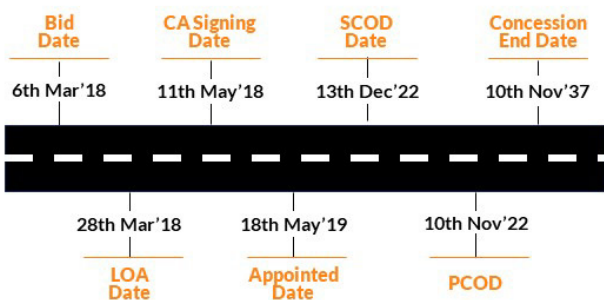 Bid
Date
6th Mar'18
CA Signing
Date
11th May'18
SCOD
Date
13th Dec'22
Concession
End Date
10th Nov'37
28th Mar'18
LOA
Date
18th May'19
Appointed
Date
10th Nov'22
PCOD